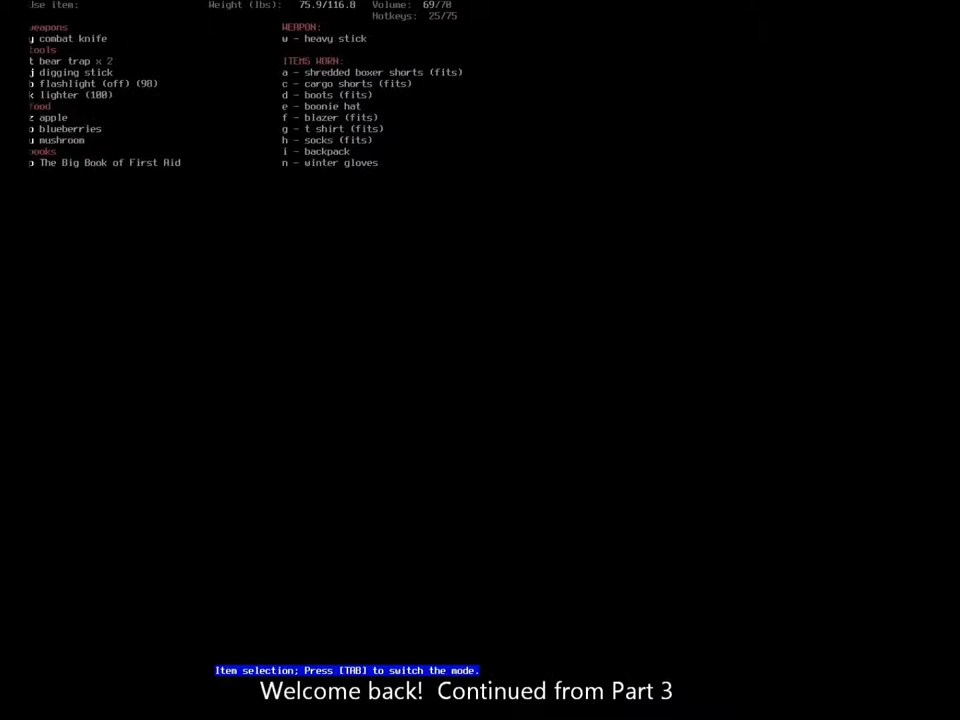 Use item: Weight (lbs): 75.9/116.8 Volume: 69/70
Hotkeys: 25/75
weapons
y combat knife
tools
t bear trap x 2
j digging stick
b flashlight (off) (98)
k lighter (100)
food
z apple
o blueberries
u mushroom
books
p The Big Book of First Aid
WEAPON:
w - heavy stick
ITEMS WORN:
a - shredded boxer shorts (fits)
c - cargo shorts (fits)
d - boots (fits)
e - boonie hat
f - blazer (fits)
g - t shirt (fits)
h - socks (fits)
i - backpack
n - winter gloves
Item selection; Press [TAB] to switch the mode.
Welcome back! Continued from Part 3